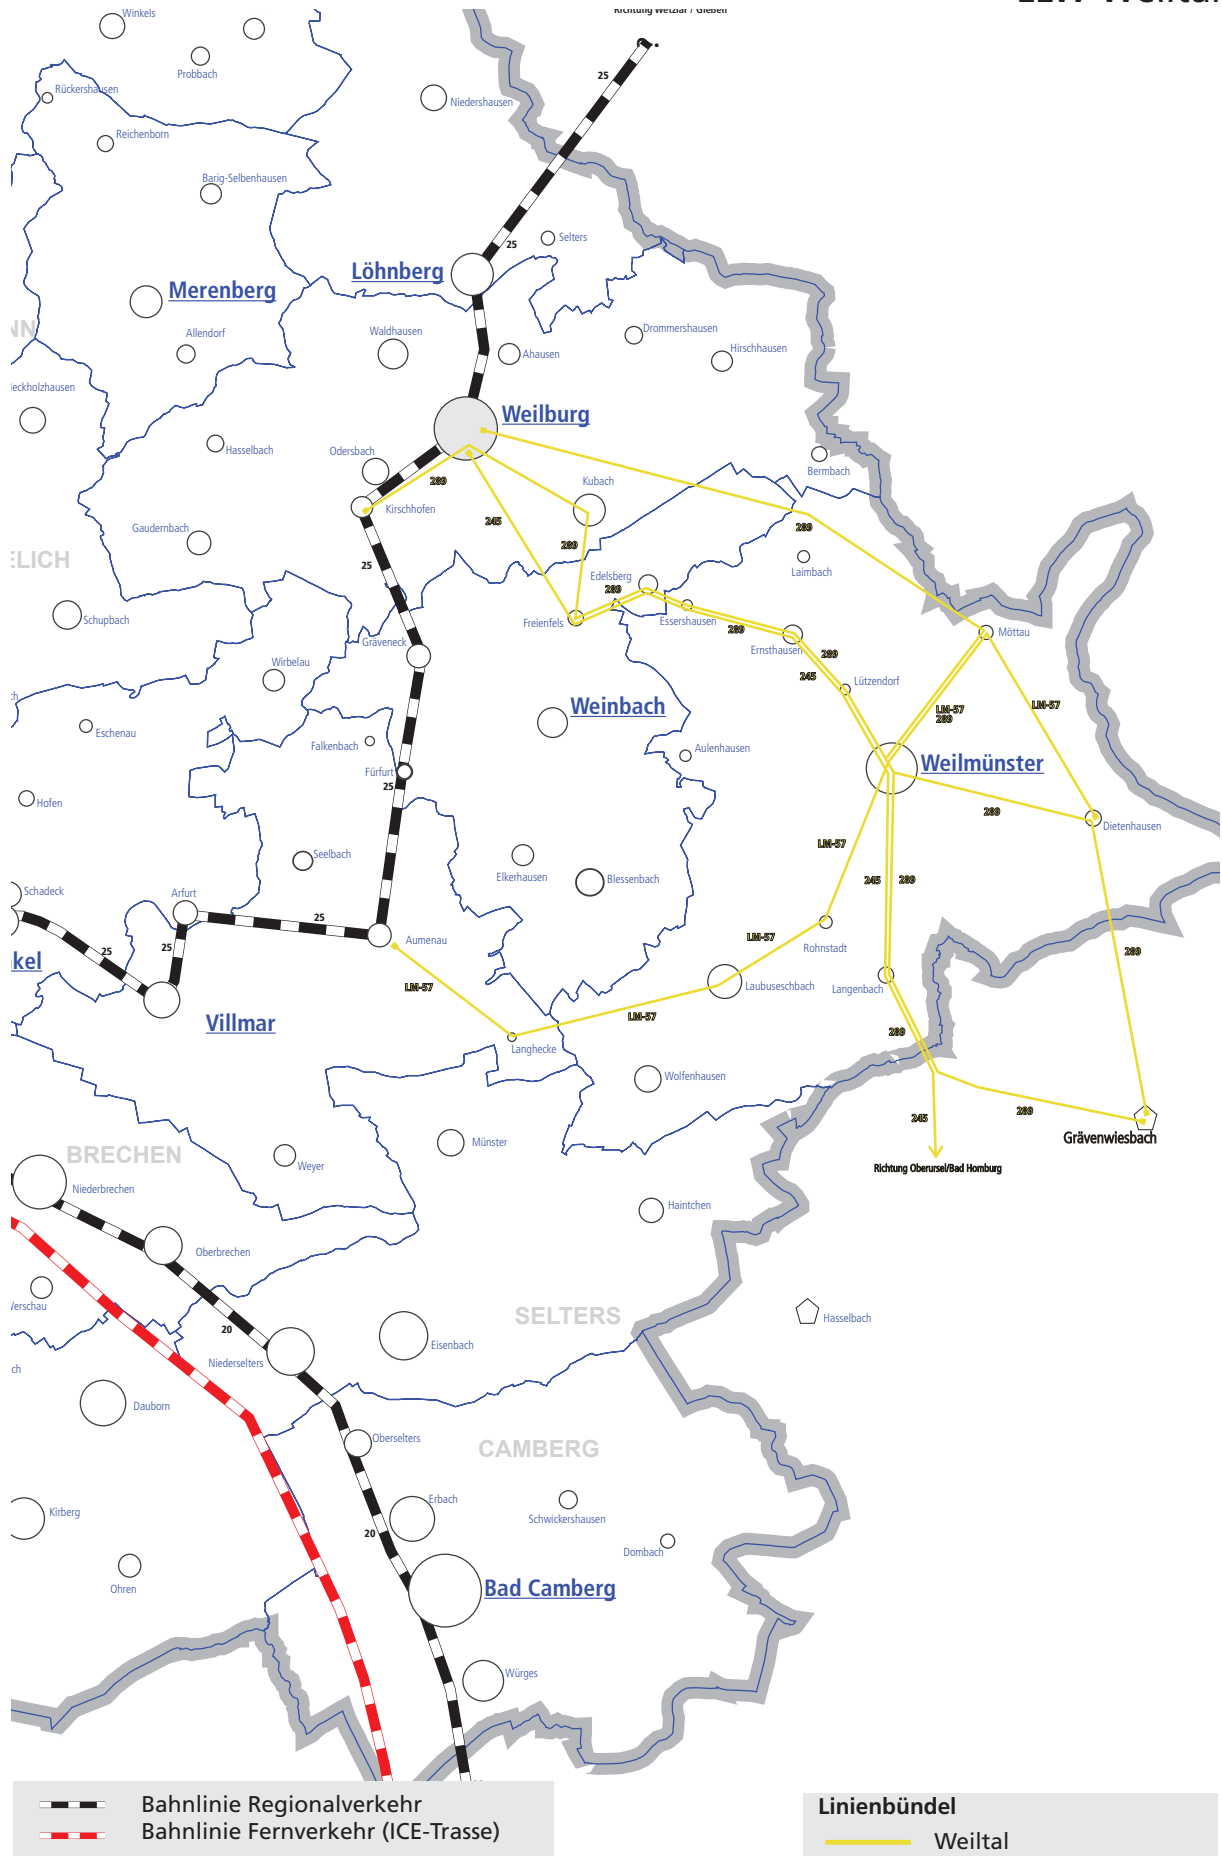 Richtung Wetzlar / Gießen
Winkels
Probbach
Rückershausen
Niedershausen
25
Reichenborn
Barig-Selbenhausen
25
Selters
Löhnberg
Merenberg
Allendorf
Waldhausen
Ahausen
Drommershausen
Hirschhausen
Weilburg
Hasselbach
Odersbach
289
Kubach
Bermbach
Kirschhofen
245
289
Gaudernbach
289
ELICH
25
Laimbach
Edelsberg
289
Schupbach
Freienfels
Essershausen
289
Möttau
Gräveneck
Ernsthausen
289
Wirbelau
245
Lützendorf
Weinbach
LM-57
289
LM-57
Eschenau
Falkenbach
Aulenhausen
Weilmünster
Fürfurt
25
Hofen
289
Dietenhausen
Seelbach
LM-57
Elkerhausen
Blessenbach
245
289
Schadeck
Arfurt
25
Aumenau
25
25
LM-57
Rohnstadt
289
kel
LM-57
Laubuseschbach
Langenbach
Villmar
LM-57
289
Langhecke
Wolfenhausen
245
289
Grävenwiesbach
Münster
BRECHEN
Weyer
Richtung Oberursel/Bad Homburg
Niederbrechen
Haintchen
Oberbrechen
SELTERS
Hasselbach
20
Niederselters
Eisenbach
Dauborn
Oberselters
CAMBERG
Erbach
Schwickershausen
Kirberg
20
Dombach
Ohren
Bad Camberg
Würges
Bahnlinie Regionalverkehr
Bahnlinie Fernverkehr (ICE-Trasse)
Linienbündel
Weiltal